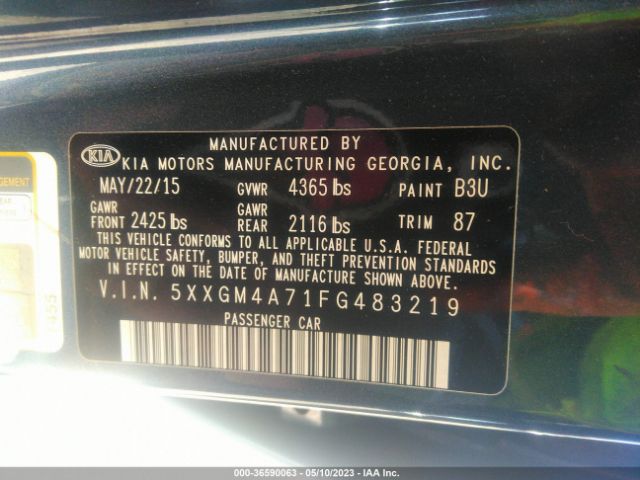 MANUFACTURED BY
KIA KIA MOTORS MANUFACTURING GEORGIA, INC.
MAY/22/15 GVWR 4365 lbs PAINT B3U
GAWR FRONT 2425 lbs GAWR REAR 2116 lbs TRIM 87
THIS VEHICLE CONFORMS TO ALL APPLICABLE U.S.A. FEDERAL
MOTOR VEHICLE SAFETY, BUMPER, AND THEFT PREVENTION STANDARDS
IN EFFECT ON THE DATE OF MANUFACTURE SHOWN ABOVE.
V.I.N. 5XXGM4A71FG483219
PASSENGER CAR
000-36590063 - 05/10/2023 - IAA Inc.